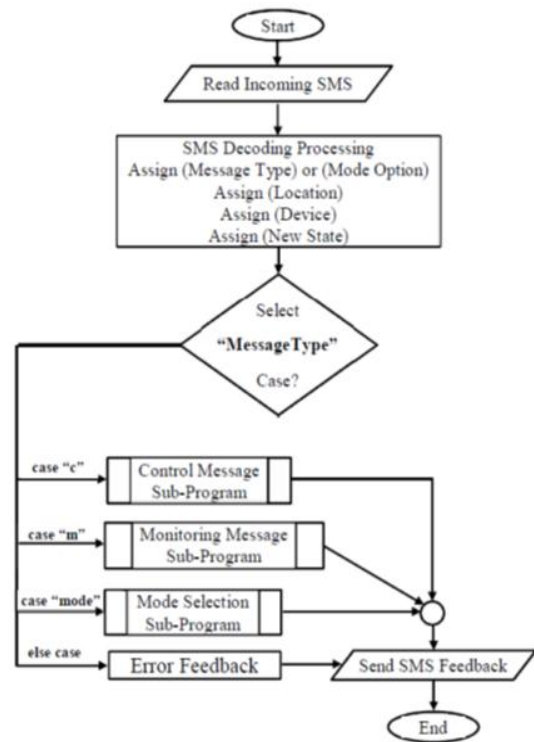 Start
Read Incoming SMS
SMS Decoding Processing
Assign (Message Type) or (Mode Option)
Assign (Location)
Assign (Device)
Assign (New State)
Select
“MessageType”
Case?
case “c”
Control Message
Sub-Program
case “m”
Monitoring Message
Sub-Program
case “mode”
Mode Selection
Sub-Program
else case
Error Feedback
Send SMS Feedback
End